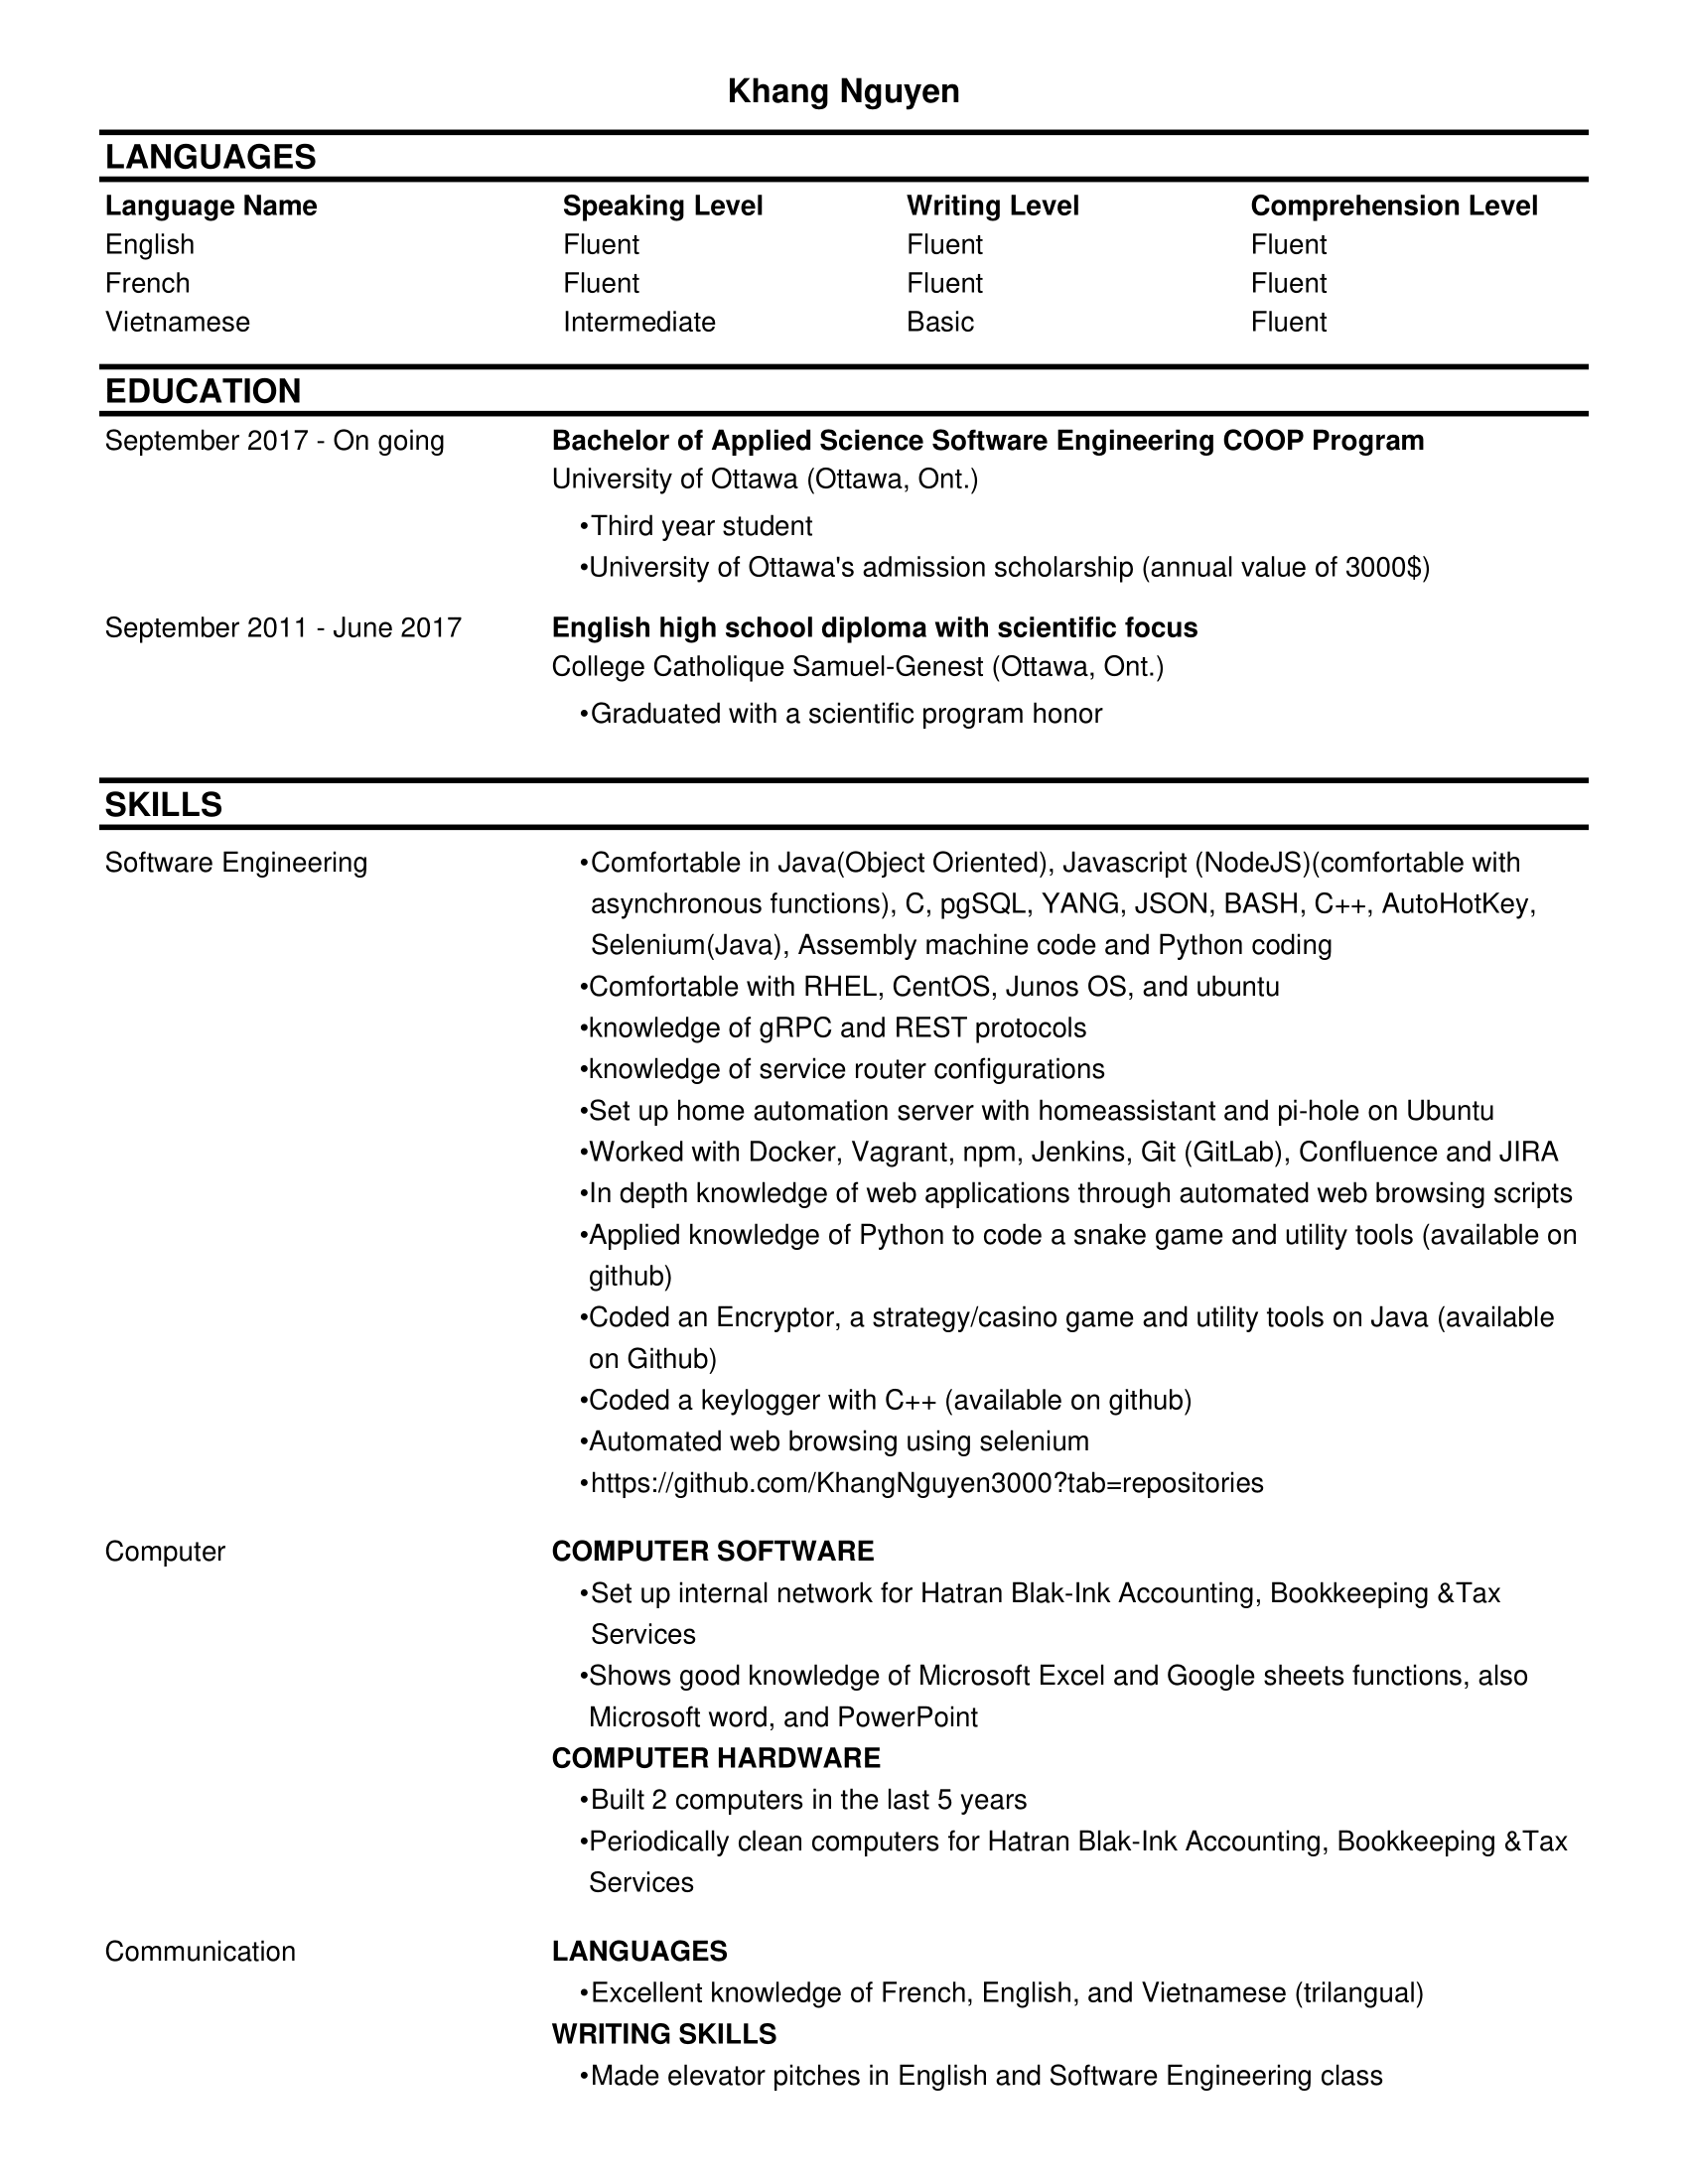 Khang Nguyen
LANGUAGES
Language Name Speaking Level Writing Level Comprehension Level
English Fluent Fluent Fluent
French Fluent Fluent Fluent
Vietnamese Intermediate Basic Fluent
EDUCATION
September 2017 - On going Bachelor of Applied Science Software Engineering COOP Program
University of Ottawa (Ottawa, Ont.)
•Third year student
•University of Ottawa's admission scholarship (annual value of 3000$)
September 2011 - June 2017 English high school diploma with scientific focus
College Catholique Samuel-Genest (Ottawa, Ont.)
•Graduated with a scientific program honor
SKILLS
Software Engineering •Comfortable in Java(Object Oriented), Javascript (NodeJS)(comfortable with
asynchronous functions), C, pgSQL, YANG, JSON, BASH, C++, AutoHotKey,
Selenium(Java), Assembly machine code and Python coding
•Comfortable with RHEL, CentOS, Junos OS, and ubuntu
•knowledge of gRPC and REST protocols
•knowledge of service router configurations
•Set up home automation server with homeassistant and pi-hole on Ubuntu
•Worked with Docker, Vagrant, npm, Jenkins, Git (GitLab), Confluence and JIRA
•In depth knowledge of web applications through automated web browsing scripts
•Applied knowledge of Python to code a snake game and utility tools (available on
github)
•Coded an Encryptor, a strategy/casino game and utility tools on Java (available
on Github)
•Coded a keylogger with C++ (available on github)
•Automated web browsing using selenium
•https://github.com/KhangNguyen3000?tab=repositories
Computer COMPUTER SOFTWARE
•Set up internal network for Hatran Blak-Ink Accounting, Bookkeeping &Tax
Services
•Shows good knowledge of Microsoft Excel and Google sheets functions, also
Microsoft word, and PowerPoint
COMPUTER HARDWARE
•Built 2 computers in the last 5 years
•Periodically clean computers for Hatran Blak-Ink Accounting, Bookkeeping &Tax
Services
Communication LANGUAGES
•Excellent knowledge of French, English, and Vietnamese (trilangual)
WRITING SKILLS
•Made elevator pitches in English and Software Engineering class